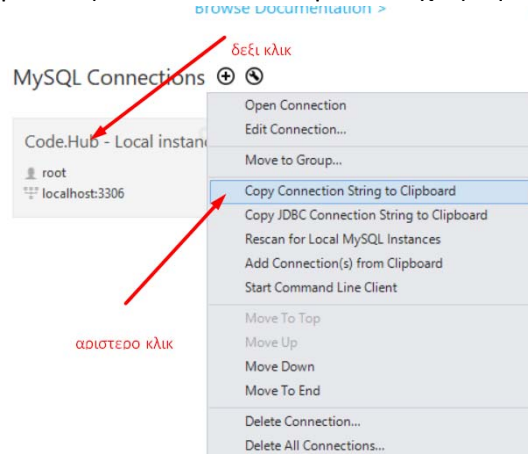 Browse Documentation >
δεξι κλικ
MySQL Connections
Code.Hub - Local instan
root
localhost:3306
Open Connection
Edit Connection...
Move to Group...
Copy Connection String to Clipboard
Copy JDBC Connection String to Clipboard
Rescan for Local MySQL Instances
Add Connection(s) from Clipboard
Start Command Line Client
Move To Top
Move Up
Move Down
Move To End
Delete Connection...
Delete All Connections...
αριστερο κλικ